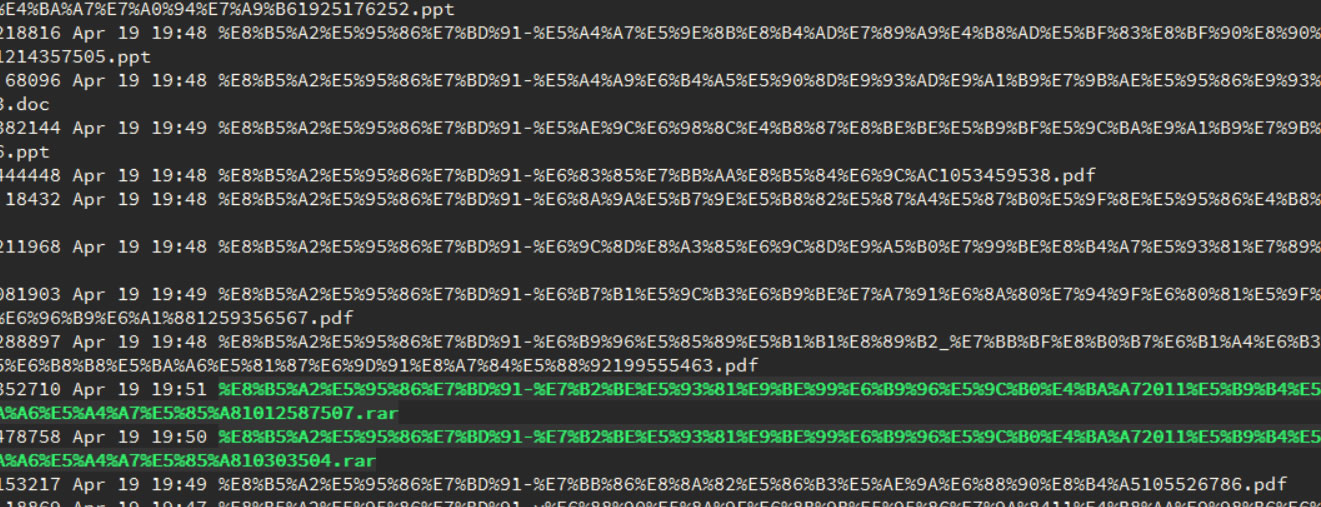 %E4%BA%A7%E7%A0%94%E7%A9%B61925176252.ppt
218816 Apr 19 19:48 %E8%B5%A2%E5%95%86%E7%BD%91-%E5%A4%A7%E5%9E%8B%E8%B4%AD%E7%89%A9%E4%B8%AD%E5%BF%83%E8%BF%90%E8%90%
1214357505.ppt
68096 Apr 19 19:48 %E8%B5%A2%E5%95%86%E7%BD%91-%E5%A4%A9%E6%B4%A5%E5%90%8D%E9%93%AD%E9%A1%B9%E7%9B%AE%E5%95%86%E9%93%
3.doc
382144 Apr 19 19:49 %E8%B5%A2%E5%95%86%E7%BD%91-%E5%AE%9C%E6%98%8C%E4%B8%87%E8%BE%BE%E5%B9%BF%E5%9C%BA%E9%A1%B9%E7%9B%
6.ppt
444448 Apr 19 19:48 %E8%B5%A2%E5%95%86%E7%BD%91-%E6%83%85%E7%BB%AA%E8%B5%84%E6%9C%AC1053459538.pdf
18432 Apr 19 19:48 %E8%B5%A2%E5%95%86%E7%BD%91-%E6%8A%9A%E5%B7%9E%E5%B8%82%E5%87%A4%E5%87%B0%E5%9F%8E%E5%95%86%E4%B8%
211968 Apr 19 19:48 %E8%B5%A2%E5%95%86%E7%BD%91-%E6%9C%8D%E8%A3%85%E6%9C%8D%E9%A5%B0%E7%99%BE%E8%B4%A7%E5%93%81%E7%89%
081903 Apr 19 19:49 %E8%B5%A2%E5%95%86%E7%BD%91-%E6%B7%B1%E5%9C%B3%E6%B9%BE%E7%A7%91%E6%8A%80%E7%94%9F%E6%80%81%E5%9F%
%E6%96%B9%E6%A1%881259356567.pdf
288897 Apr 19 19:48 %E8%B5%A2%E5%95%86%E7%BD%91-%E6%B9%96%E5%85%89%E5%B1%B1%E8%89%B2_%E7%BB%BF%E8%B0%B7%E6%B1%A4%E6%B3
5%E6%B8%B8%E5%BA%A6%E5%81%87%E6%9D%91%E8%A7%84%E5%88%92199555463.pdf
352710 Apr 19 19:51 %E8%B5%A2%E5%95%86%E7%BD%91-%E7%B2%BE%E5%93%81%E9%BE%99%E6%B9%96%E5%9C%B0%E4%BA%A72011%E5%B9%B4%E5
A%A6%E5%A4%A7%E5%85%A81012587507.rar
478758 Apr 19 19:50 %E8%B5%A2%E5%95%86%E7%BD%91-%E7%B2%BE%E5%93%81%E9%BE%99%E6%B9%96%E5%9C%B0%E4%BA%A72011%E5%B9%B4%E5
A%A6%E5%A4%A7%E5%85%A810303504.rar
153217 Apr 19 19:49 %E8%B5%A2%E5%95%86%E7%BD%91-%E7%BB%86%E8%8A%82%E5%86%B3%E5%AE%9A%E6%88%90%E8%B4%A5105526786.pdf